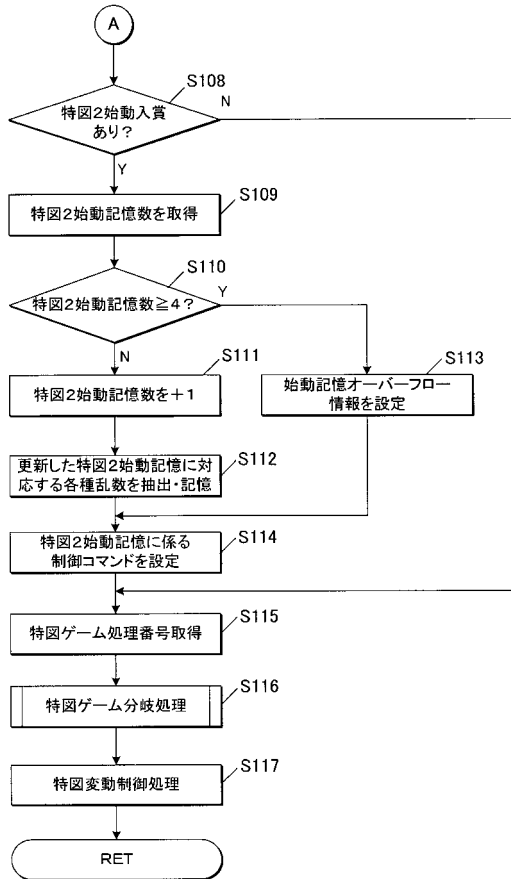 A
S108
特図2始動入賞
あり?
N
Y
S109
特図2始動記憶数を取得
S110
特図2始動記憶数≧4?
Y
N
S111
特図2始動記憶数を+1
S113
始動記憶オーバーフロー
情報を設定
S112
更新した特図2始動記憶に対
応する各種乱数を抽出・記憶
S114
特図2始動記憶に係る
制御コマンドを設定
S115
特図ゲーム処理番号取得
S116
特図ゲーム分岐処理
S117
特図変動制御処理
RET